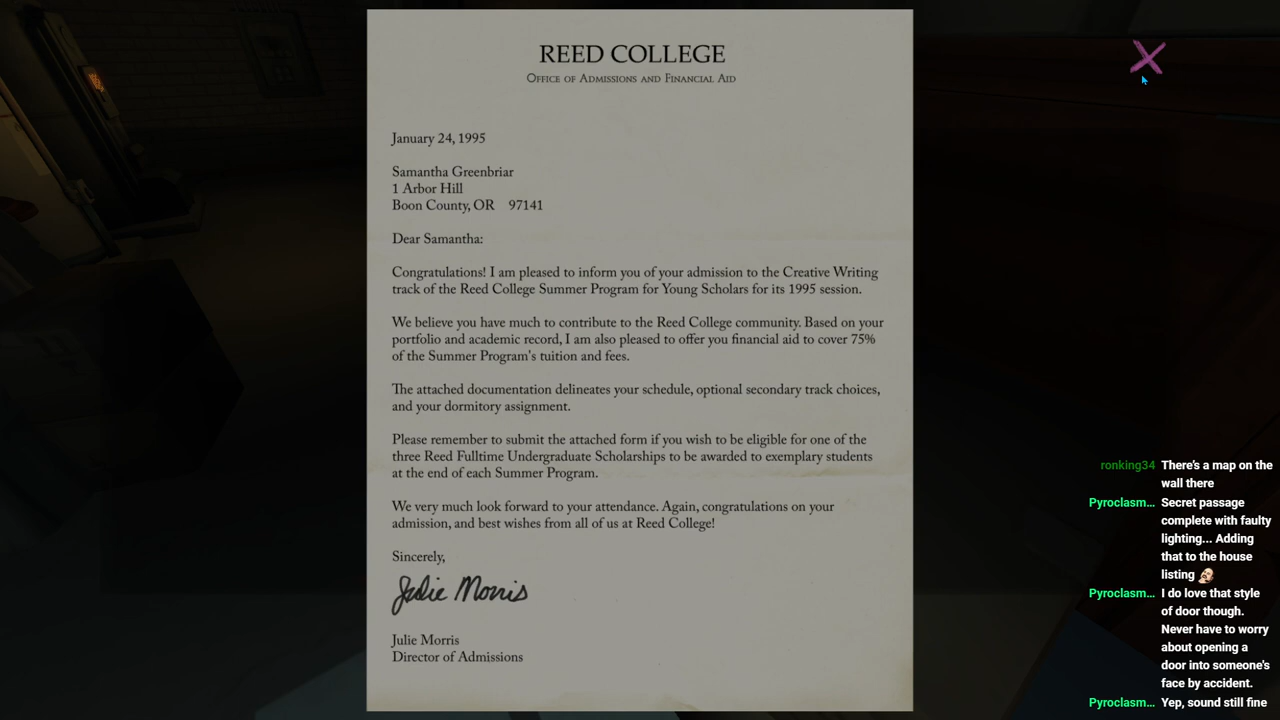 REED COLLEGE
Office of Admissions and Financial Aid
January 24, 1995
Samantha Greenbriar
1 Arbor Hill
Boon County, OR 97141
Dear Samantha:
Congratulations! I am pleased to inform you of your admission to the Creative Writing
track of the Reed College Summer Program for Young Scholars for its 1995 session.
We believe you have much to contribute to the Reed College community. Based on your
portfolio and academic record, I am also pleased to offer you financial aid to cover 75%
of the Summer Program's tuition and fees.
The attached documentation delineates your schedule, optional secondary track choices,
and your dormitory assignment.
Please remember to submit the attached form if you wish to be eligible for one of the
three Reed Fulltime Undergraduate Scholarships to be awarded to exemplary students
at the end of each Summer Program.
We very much look forward to your attendance. Again, congratulations on your
admission, and best wishes from all of us at Reed College!
Sincerely,
Julie Morris
Julie Morris
Director of Admissions
ronking34 There's a map on the
wall there
Pyroclasm… Secret passage
complete with faulty
lighting... Adding
that to the house
listing
Pyroclasm… I do love that style
of door though.
Never have to worry
about opening a
door into someone's
face by accident.
Pyroclasm… Yep, sound still fine